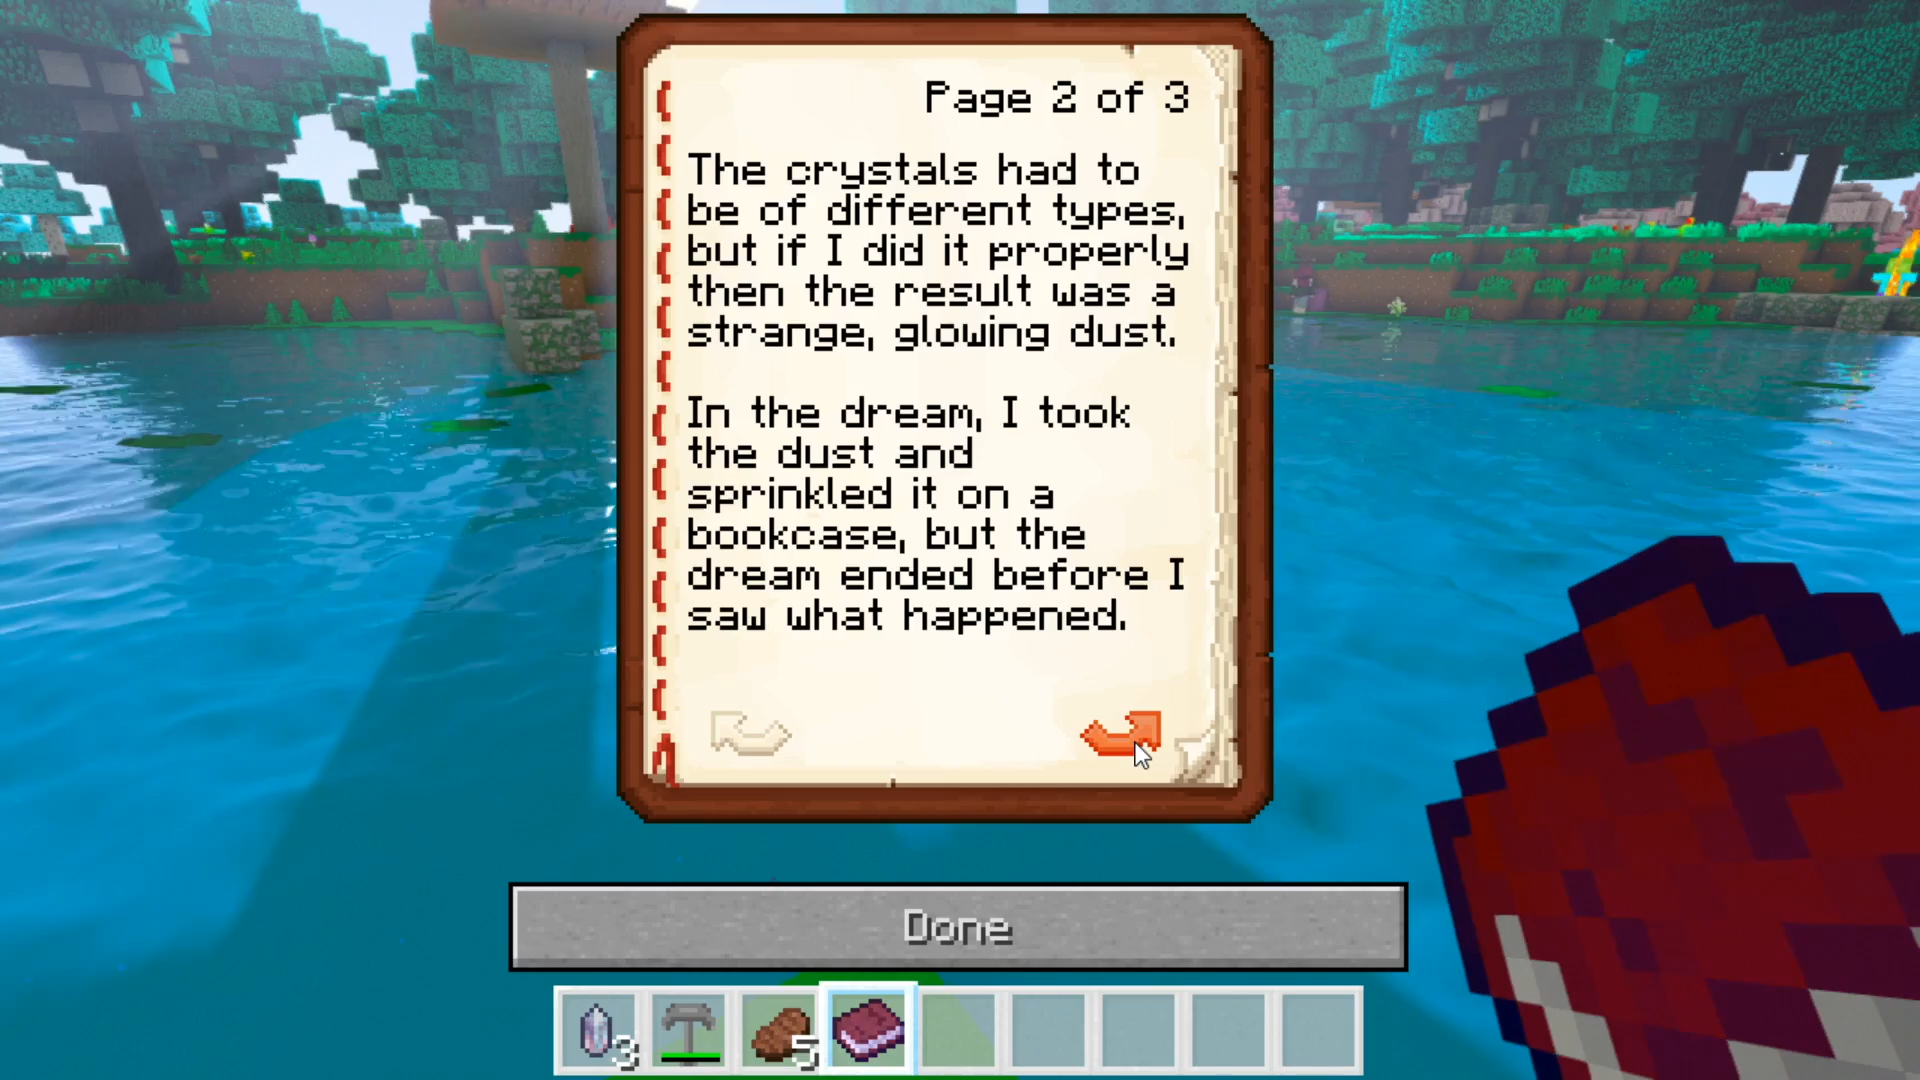 Page 2 of 3
The crystals had to
be of different types,
but if I did it properly
then the result was a
strange, glowing dust.
In the dream, I took
the dust and
sprinkled it on a
bookcase, but the
dream ended before I
saw what happened.
Done
3
5